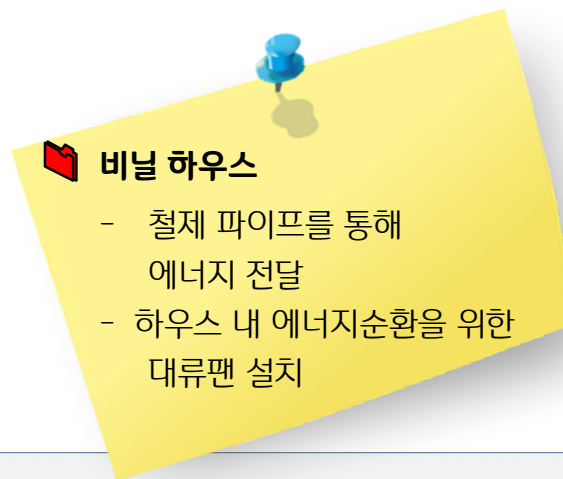 비닐 하우스
- 철제 파이프를 통해
에너지 전달
- 하우스 내 에너지순환을 위한
대류팬 설치